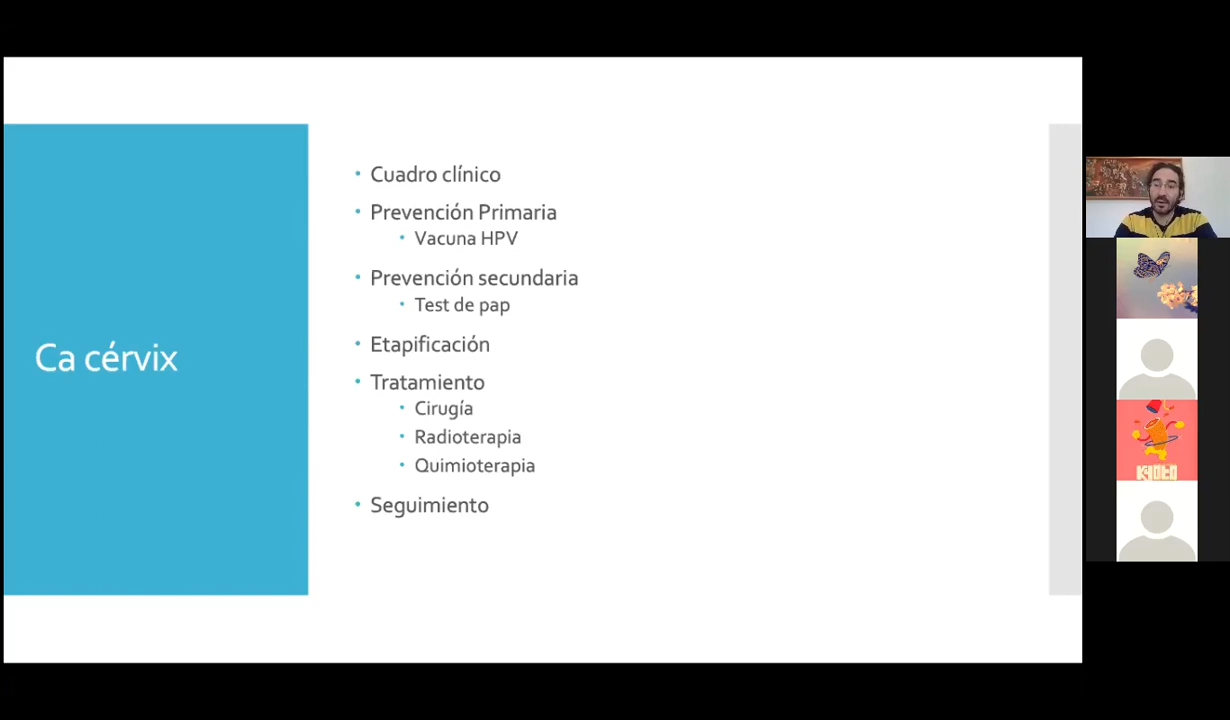 Ca cérvix
• Cuadro clínico
• Prevención Primaria
• Vacuna HPV
• Prevención secundaria
• Test de pap
• Etapificación
• Tratamiento
• Cirugía
• Radioterapia
• Quimioterapia
• Seguimiento
KYOTO